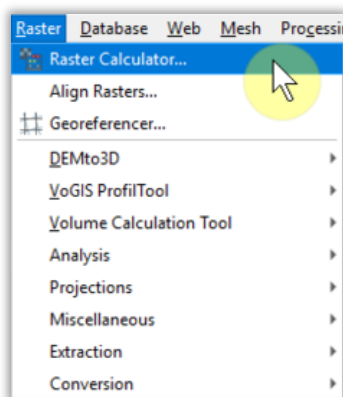 Raster Database Web Mesh
Raster Calculator...
Align Rasters...
Georeferencer...
DEMto3D
VoGIS ProfilTool
Volume Calculation Tool
Analysis
Projections
Miscellaneous
Extraction
Conversion